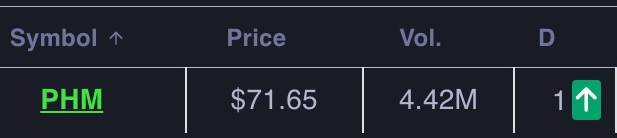 Symbol ↑ Price Vol. D
PHM $71.65 4.42M 1 ↑